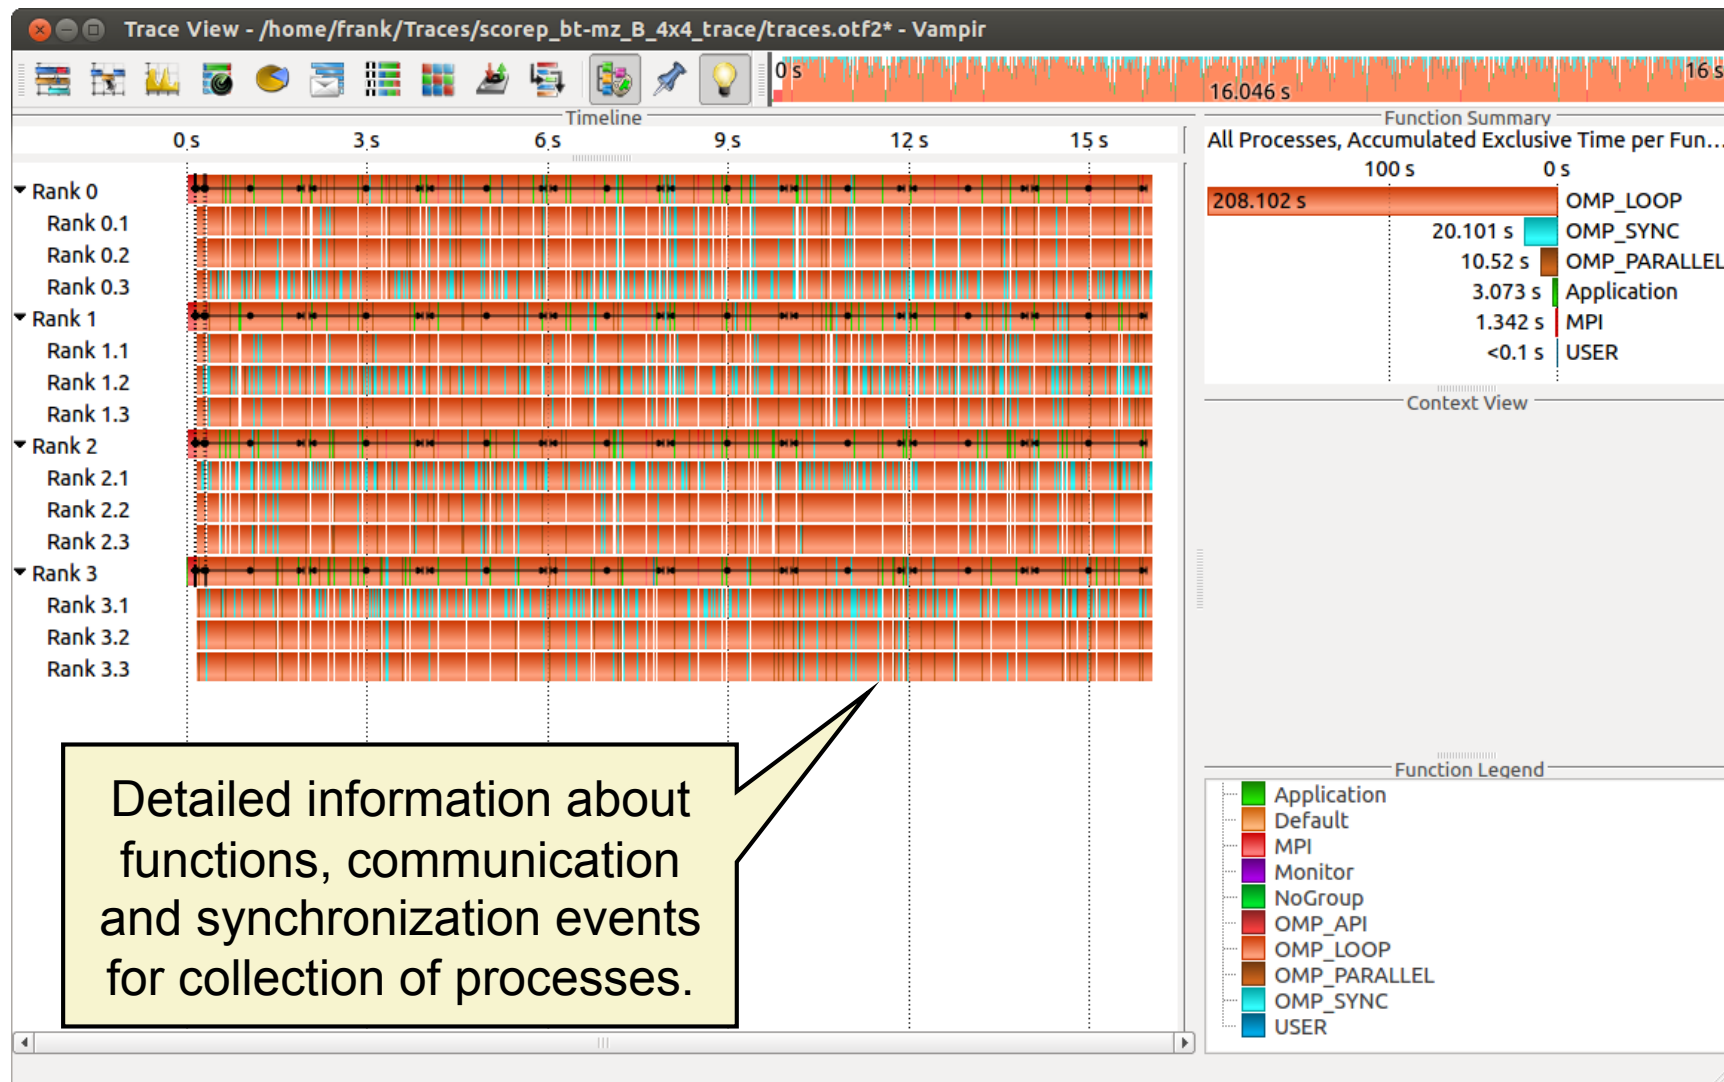 Trace View - /home/frank/Traces/scorep_bt-mz_B_4x4_trace/traces.otf2* - Vampir
0 s
16 s
16.046 s
Timeline
0 s 3 s 6 s 9 s 12 s 15 s
Rank 0
Rank 0.1
Rank 0.2
Rank 0.3
Rank 1
Rank 1.1
Rank 1.2
Rank 1.3
Rank 2
Rank 2.1
Rank 2.2
Rank 2.3
Rank 3
Rank 3.1
Rank 3.2
Rank 3.3
Detailed information about
functions, communication
and synchronization events
for collection of processes.
Function Summary
All Processes, Accumulated Exclusive Time per Fun...
100 s 0 s
208.102 s OMP_LOOP
20.101 s OMP_SYNC
10.52 s OMP_PARALLEL
3.073 s Application
1.342 s MPI
<0.1 s USER
Context View
Function Legend
Application
Default
MPI
Monitor
NoGroup
OMP_API
OMP_LOOP
OMP_PARALLEL
OMP_SYNC
USER